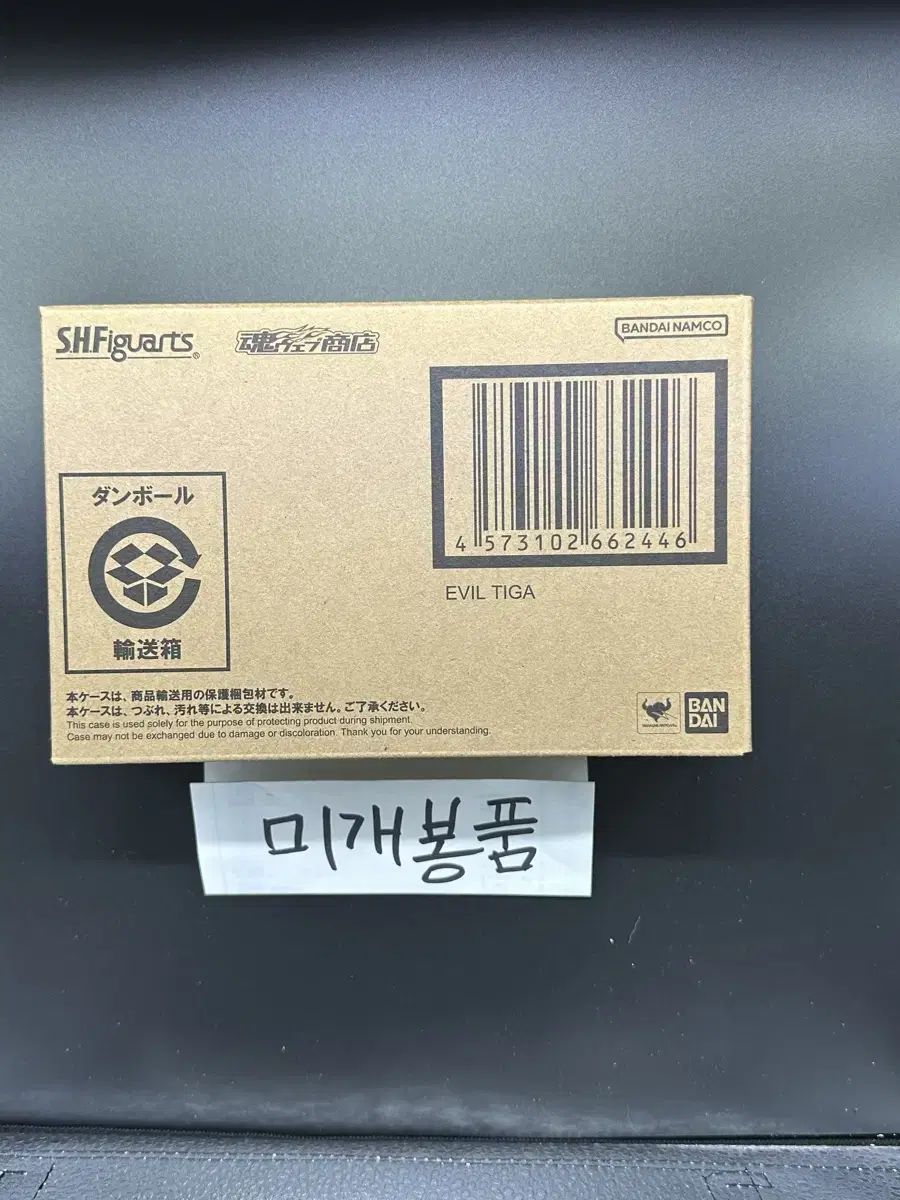 S.H.Figuarts®
魂ウェブ商店
BANDAI NAMCO
4 573102 662446
EVIL TIGA
ダンボール
輸送箱
本ケースは、商品輸送用の保護梱包材です。
本ケースは、つぶれ、汚れ等による交換は出来ません。ご了承ください。
This case is used solely for the purpose of protecting product during shipment.
Case may not be exchanged due to damage or discoloration. Thank you for your understanding.
BAN
DAI
미개봉품